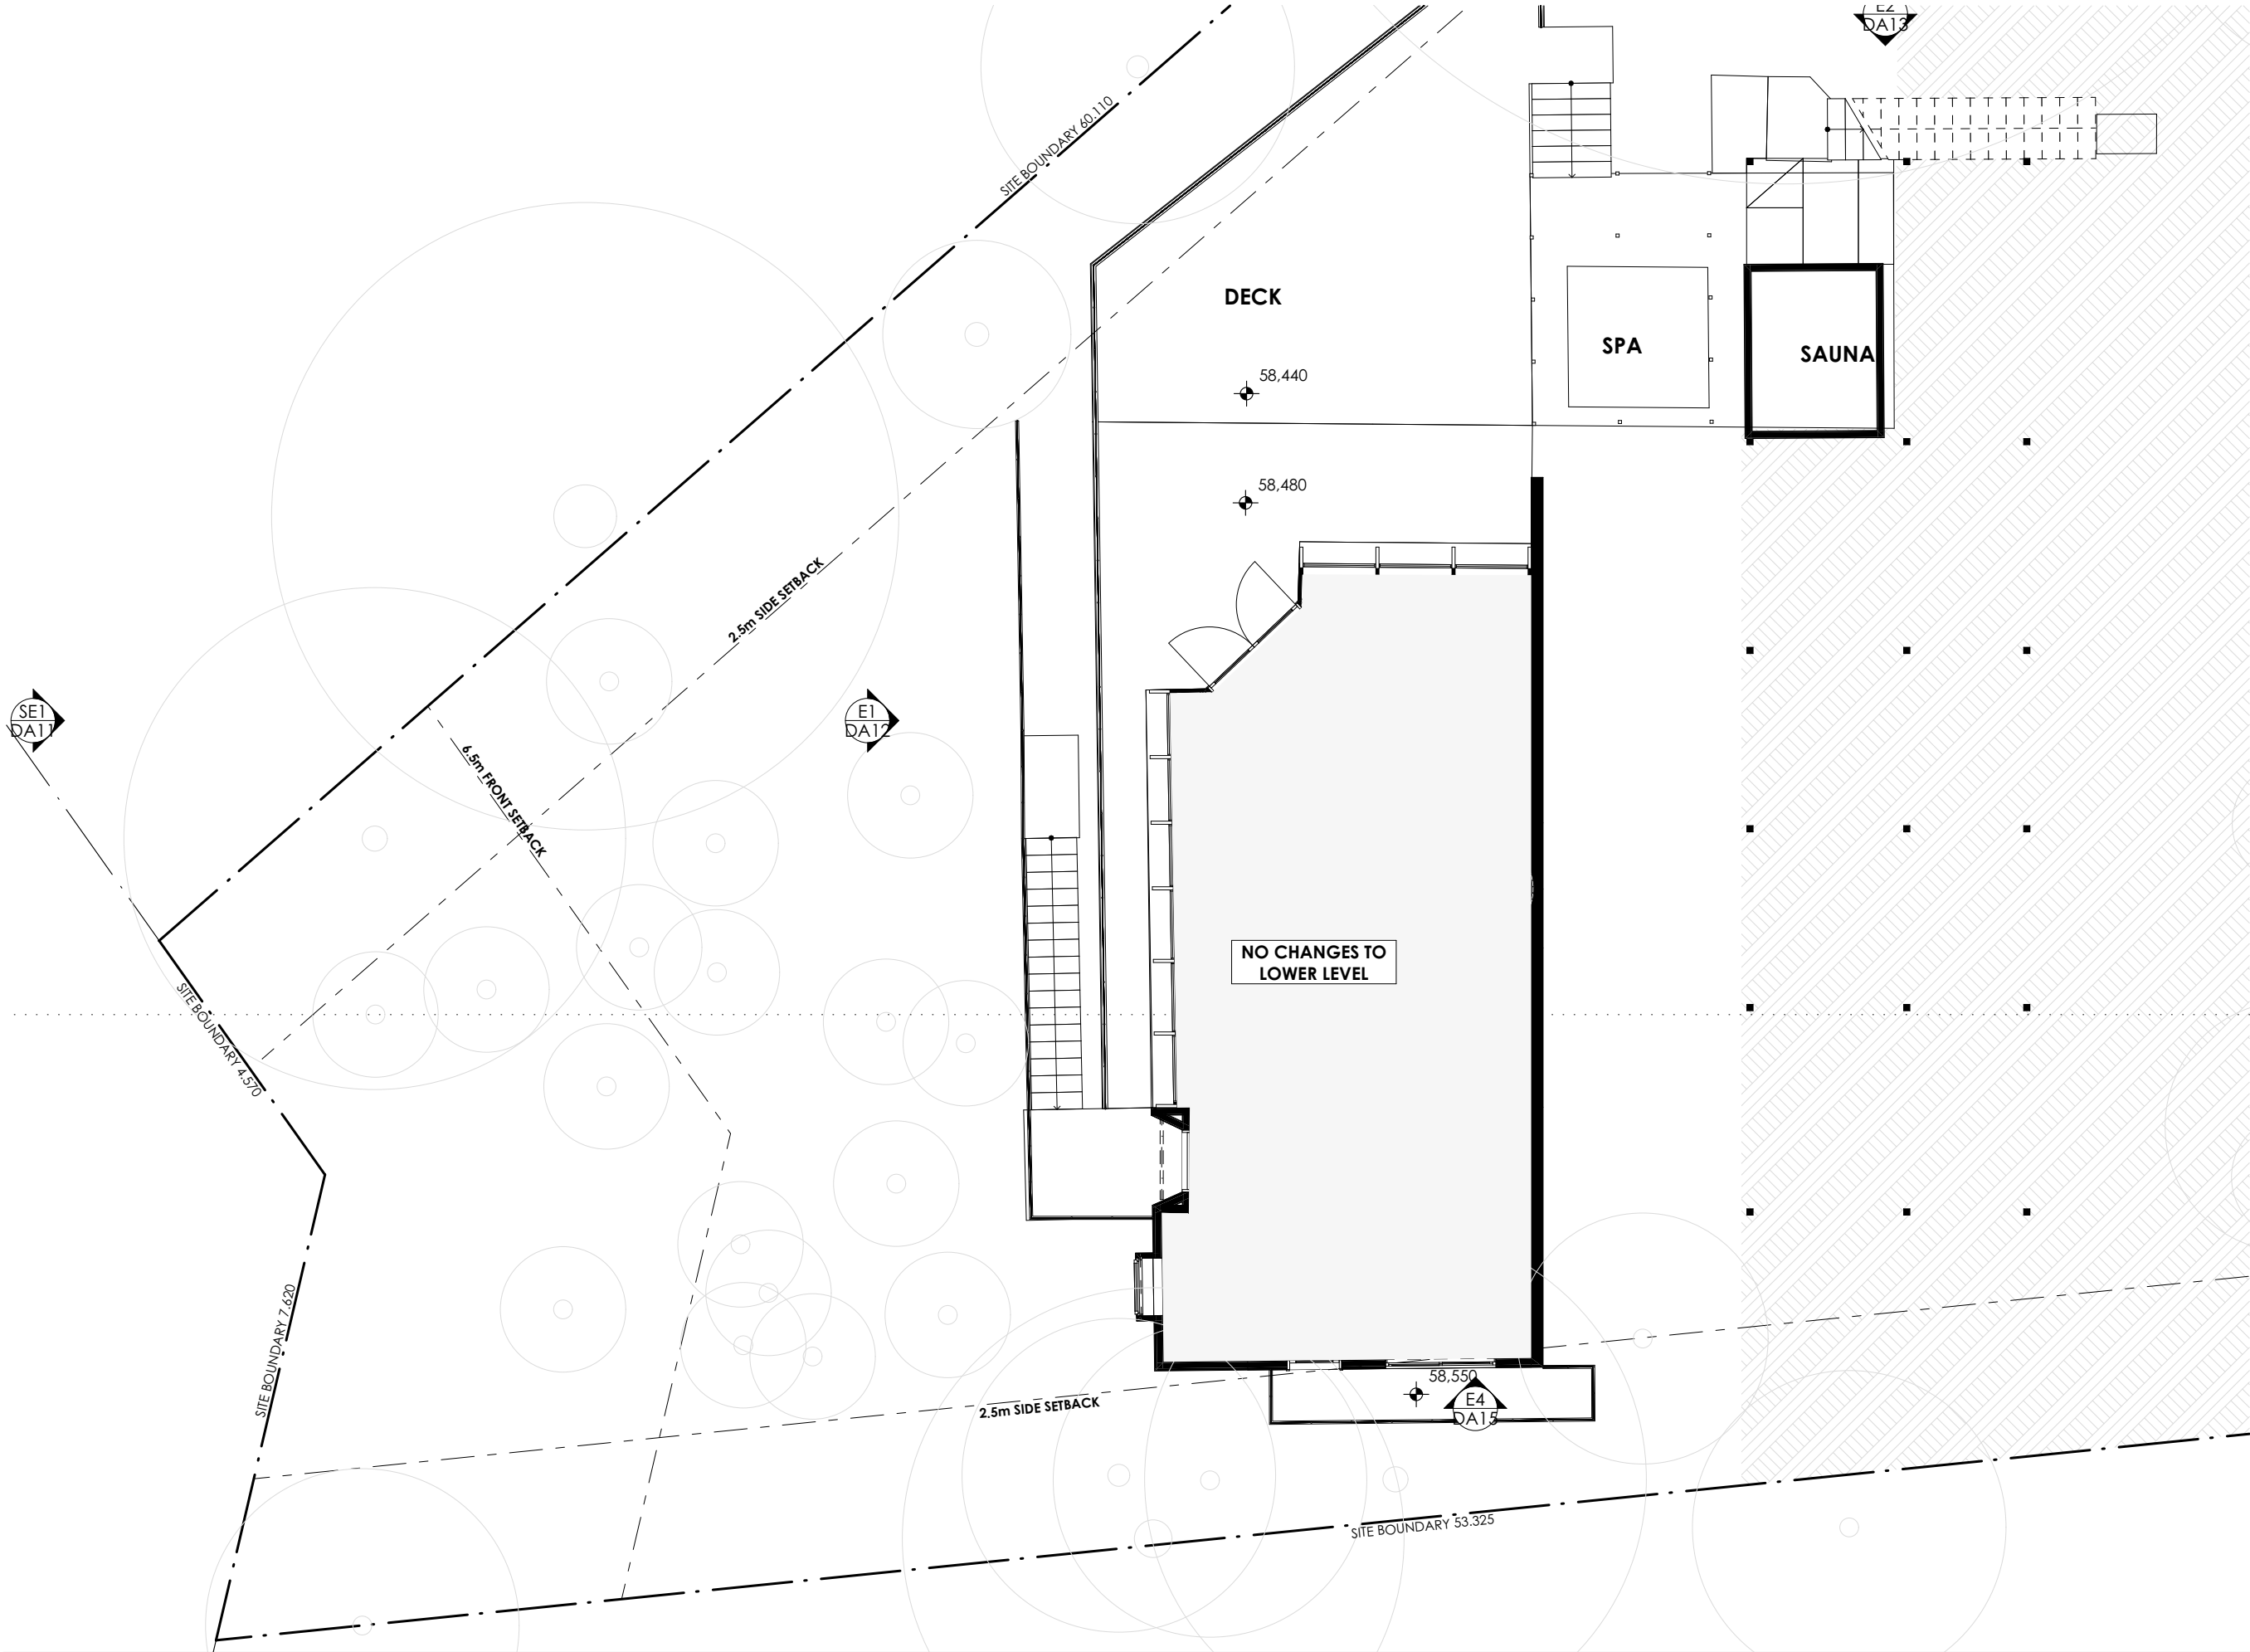 E2
DA13
SITE BOUNDARY 60.110
DECK
SPA
SAUNA
58,440
58,480
2.5m SIDE SETBACK
SE1
DA11
E1
DA12
6.5m FRONT SETBACK
NO CHANGES TO
LOWER LEVEL
SITE BOUNDARY 4.570
SITE BOUNDARY 7.620
58,550
E4
DA15
2.5m SIDE SETBACK
SITE BOUNDARY 53.325